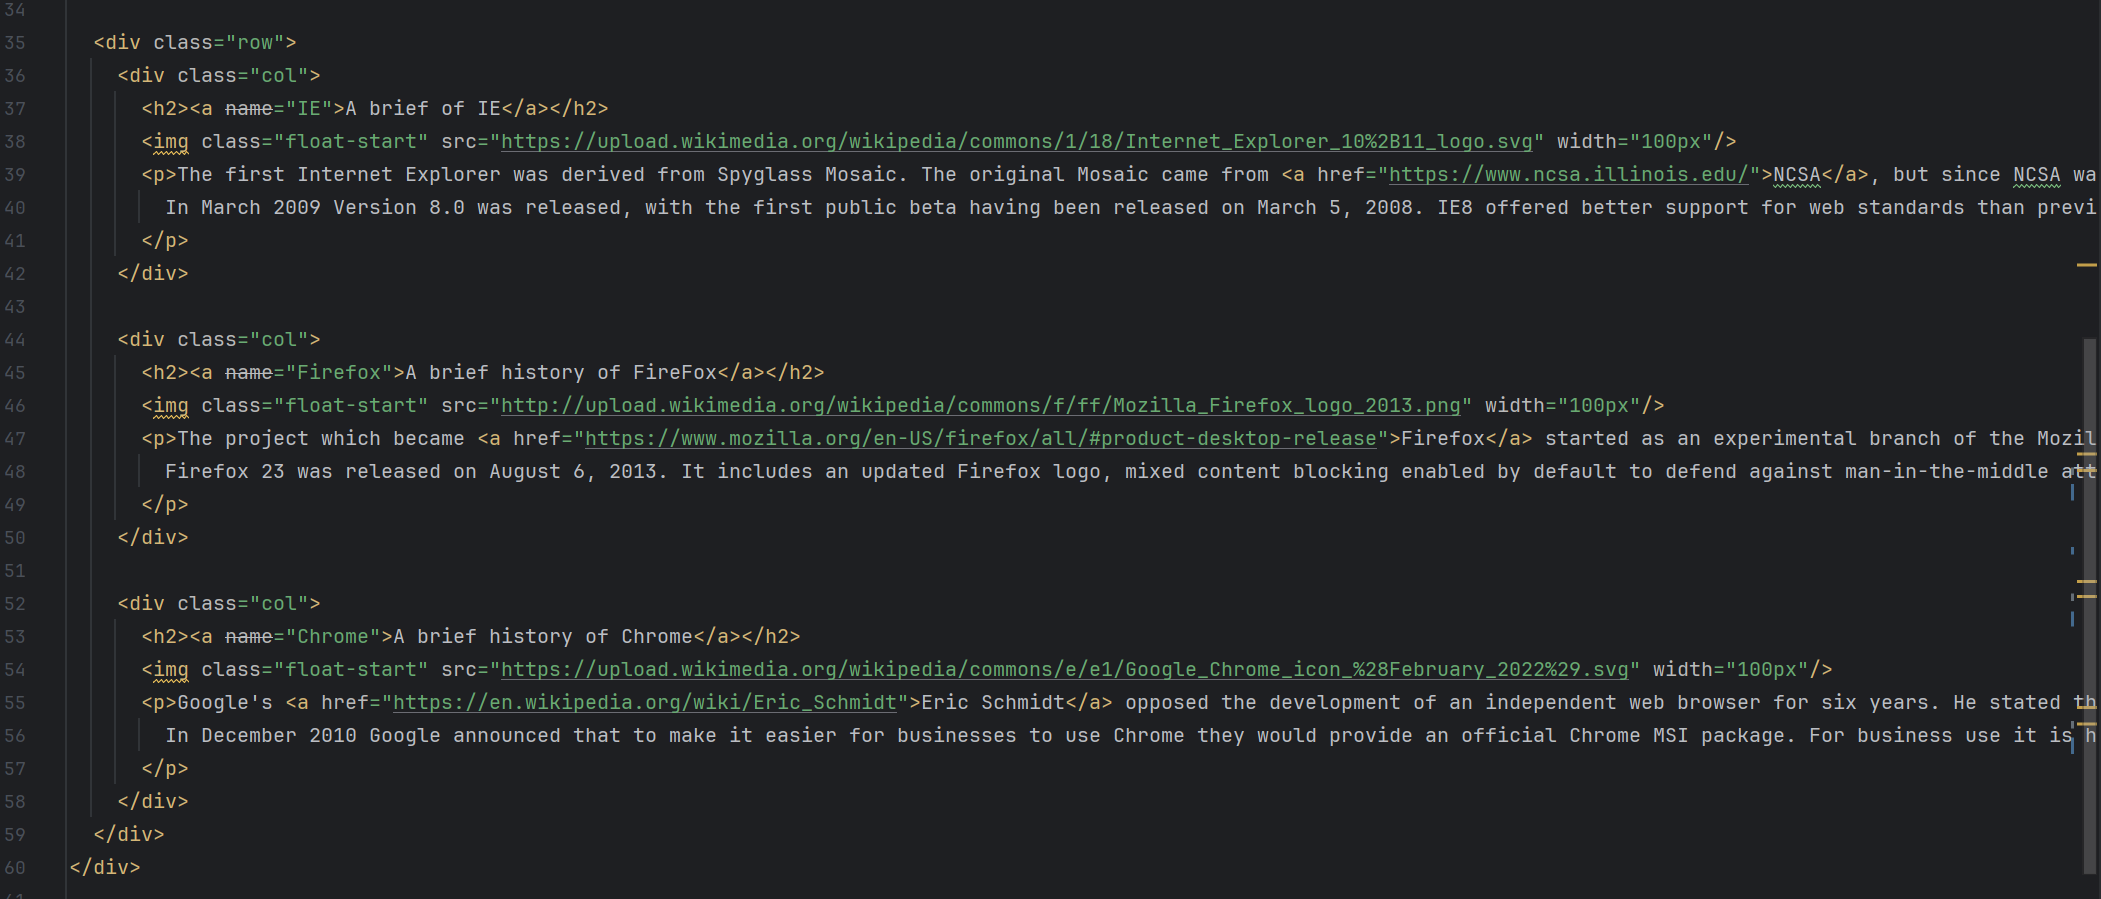 34
35 <div class="row">
36 <div class="col">
37 <h2><a name="IE">A brief of IE</a></h2>
38 <img class="float-start" src="https://upload.wikimedia.org/wikipedia/commons/1/18/Internet_Explorer_10%2B11_logo.svg" width="100px"/>
39 <p>The first Internet Explorer was derived from Spyglass Mosaic. The original Mosaic came from <a href="https://www.ncsa.illinois.edu/">NCSA</a>, but since NCSA wa
40 In March 2009 Version 8.0 was released, with the first public beta having been released on March 5, 2008. IE8 offered better support for web standards than previ
41 </p>
42 </div>
43
44 <div class="col">
45 <h2><a name="Firefox">A brief history of FireFox</a></h2>
46 <img class="float-start" src="http://upload.wikimedia.org/wikipedia/commons/f/ff/Mozilla_Firefox_logo_2013.png" width="100px"/>
47 <p>The project which became <a href="https://www.mozilla.org/en-US/firefox/all/#product-desktop-release">Firefox</a> started as an experimental branch of the Mozil
48 Firefox 23 was released on August 6, 2013. It includes an updated Firefox logo, mixed content blocking enabled by default to defend against man-in-the-middle att
49 </p>
50 </div>
51
52 <div class="col">
53 <h2><a name="Chrome">A brief history of Chrome</a></h2>
54 <img class="float-start" src="https://upload.wikimedia.org/wikipedia/commons/e/e1/Google_Chrome_icon_%28February_2022%29.svg" width="100px"/>
55 <p>Google's <a href="https://en.wikipedia.org/wiki/Eric_Schmidt">Eric Schmidt</a> opposed the development of an independent web browser for six years. He stated th
56 In December 2010 Google announced that to make it easier for businesses to use Chrome they would provide an official Chrome MSI package. For business use it is h
57 </p>
58 </div>
59 </div>
60 </div>